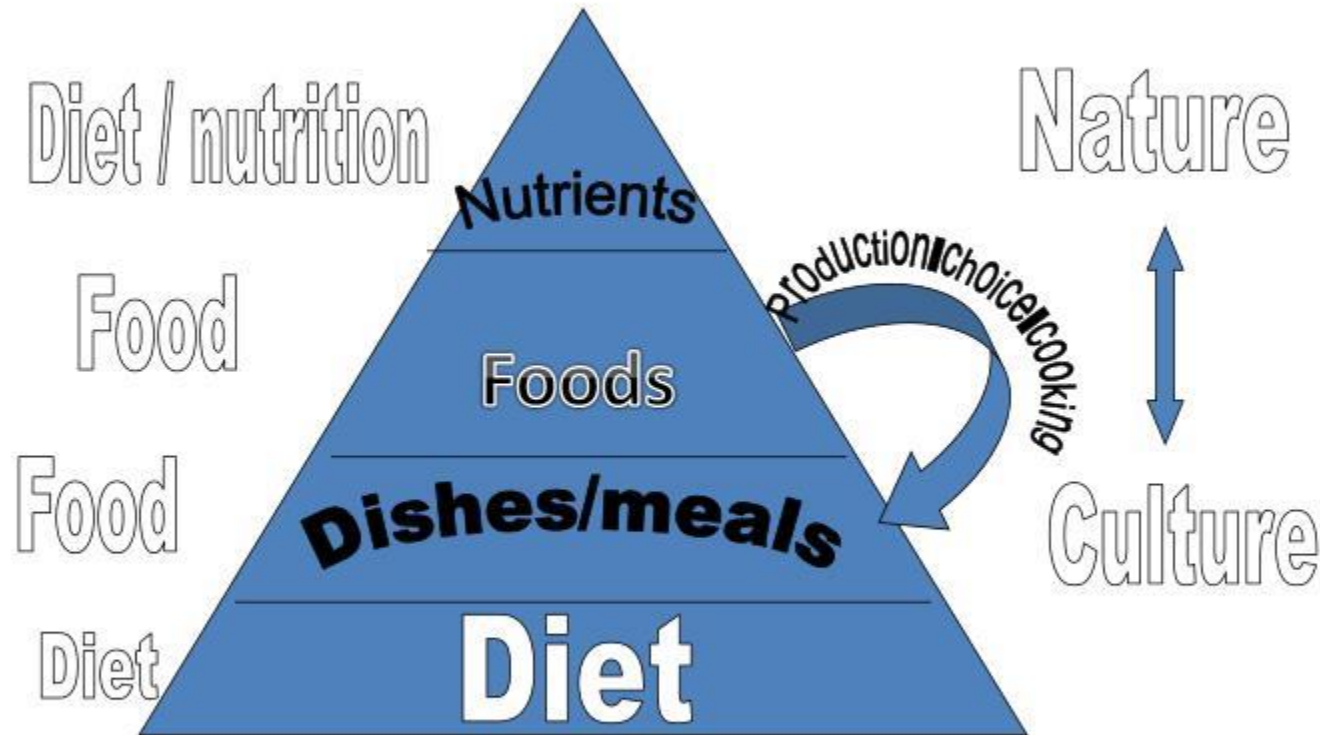 Diet / nutrition
Nature
Nutrients
Production
choice
cooking
Food
Foods
Food
Dishes/meals
Culture
Diet
Diet